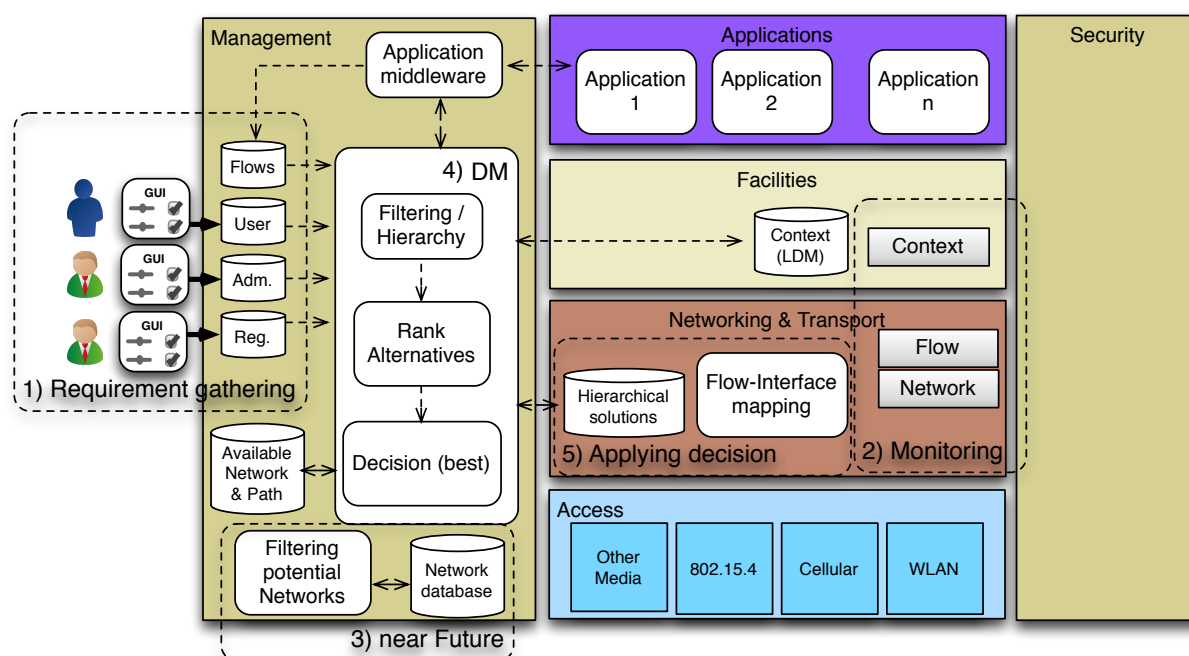 Management
Application
middleware
Applications
Application
1
Application
2
Application
n
Security
Flows
GUI
User
GUI
Adm.
GUI
Reg.
1) Requirement gathering
4) DM
Filtering /
Hierarchy
Rank
Alternatives
Decision (best)
Available
Network
& Path
Filtering
potential
Networks
Network
database
3) near Future
Facilities
Context
(LDM)
Context
Networking & Transport
Hierarchical
solutions
Flow-Interface
mapping
Flow
Network
5) Applying decision
2) Monitoring
Access
Other
Media
802.15.4
Cellular
WLAN